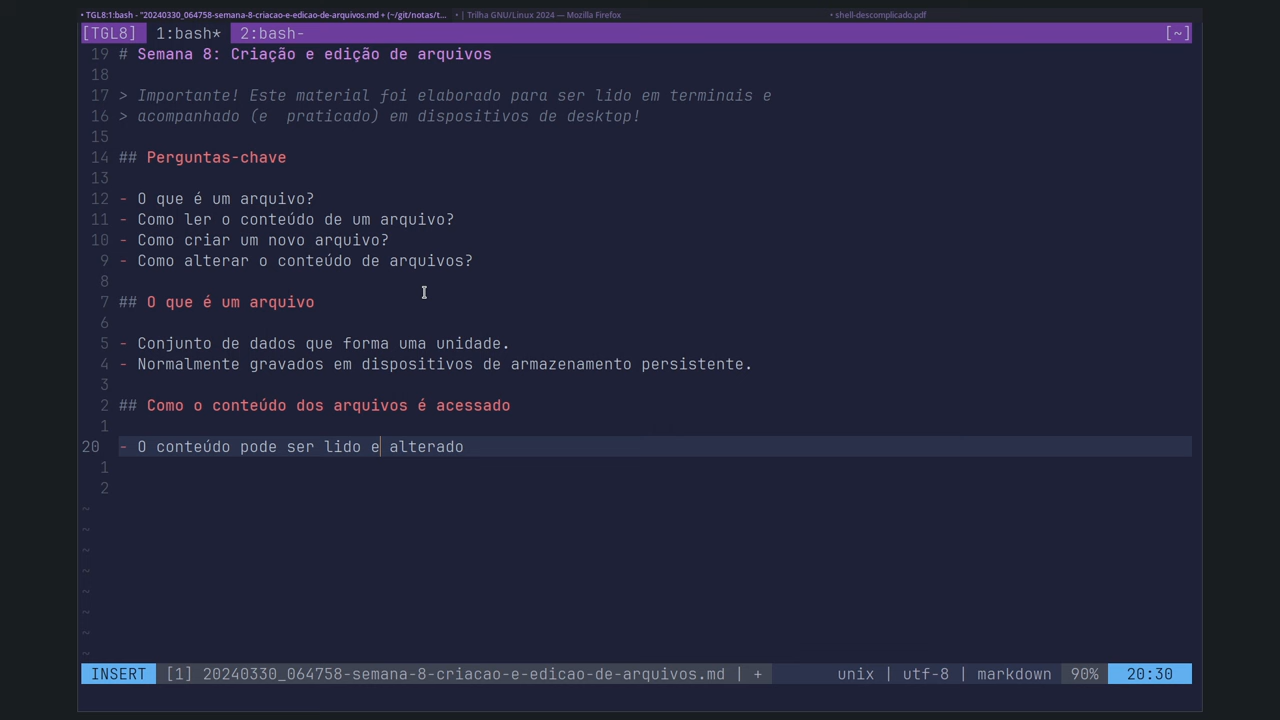 • TGL8:1:bash - "20240330_064758-semana-8-criacao-e-edicao-de-arquivos.md + (~/git/notas/t... • | Trilha GNU/Linux 2024 — Mozilla Firefox • shell-descomplicado.pdf
[TGL8] 1:bash* 2:bash- [~]
19 # Semana 8: Criação e edição de arquivos
18
17 > Importante! Este material foi elaborado para ser lido em terminais e
16 > acompanhado (e  praticado) em dispositivos de desktop!
15
14 ## Perguntas-chave
13
12 - O que é um arquivo?
11 - Como ler o conteúdo de um arquivo?
10 - Como criar um novo arquivo?
9 - Como alterar o conteúdo de arquivos?
8
7 ## O que é um arquivo
6
5 - Conjunto de dados que forma uma unidade.
4 - Normalmente gravados em dispositivos de armazenamento persistente.
3
2 ## Como o conteúdo dos arquivos é acessado
1
20 - O conteúdo pode ser lido e alterado
1
2
~
~
~
~
~
~
~
~
INSERT [1] 20240330_064758-semana-8-criacao-e-edicao-de-arquivos.md | + unix | utf-8 | markdown 90% 20:30